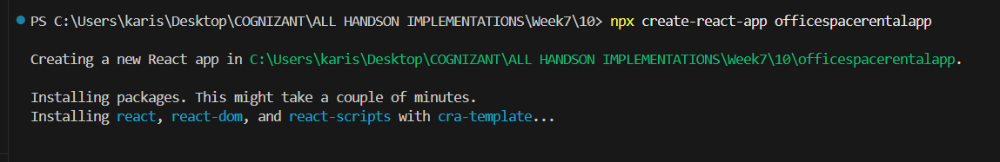 PS C:\Users\karis\Desktop\COGNIZANT\ALL HANDSON IMPLEMENTATIONS\Week7\10> npx create-react-app officespacerentalapp
Creating a new React app in C:\Users\karis\Desktop\COGNIZANT\ALL HANDSON IMPLEMENTATIONS\Week7\10\officespacerentalapp.
Installing packages. This might take a couple of minutes.
Installing react, react-dom, and react-scripts with cra-template...